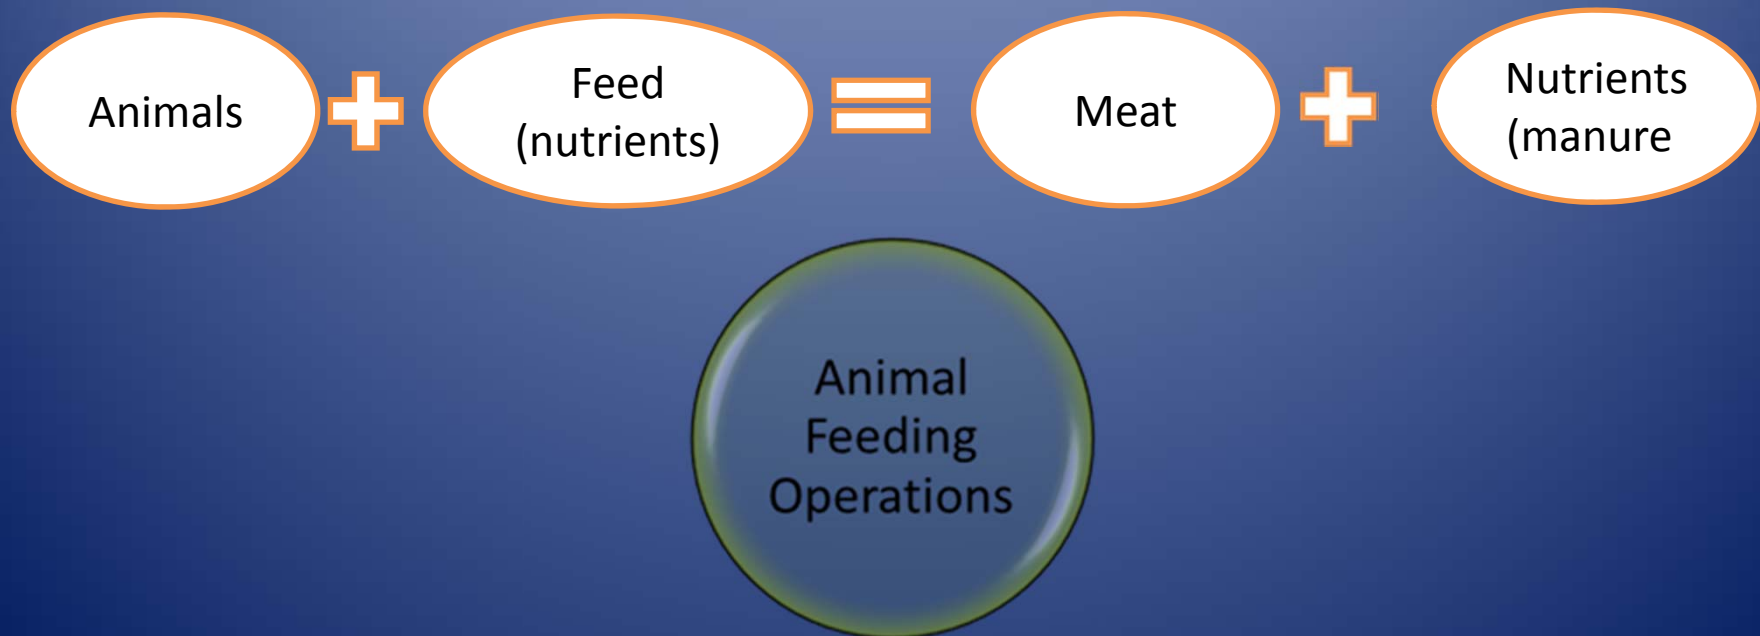 Animals
Feed
(nutrients)
Meat
Nutrients
(manure
Animal
Feeding
Operations